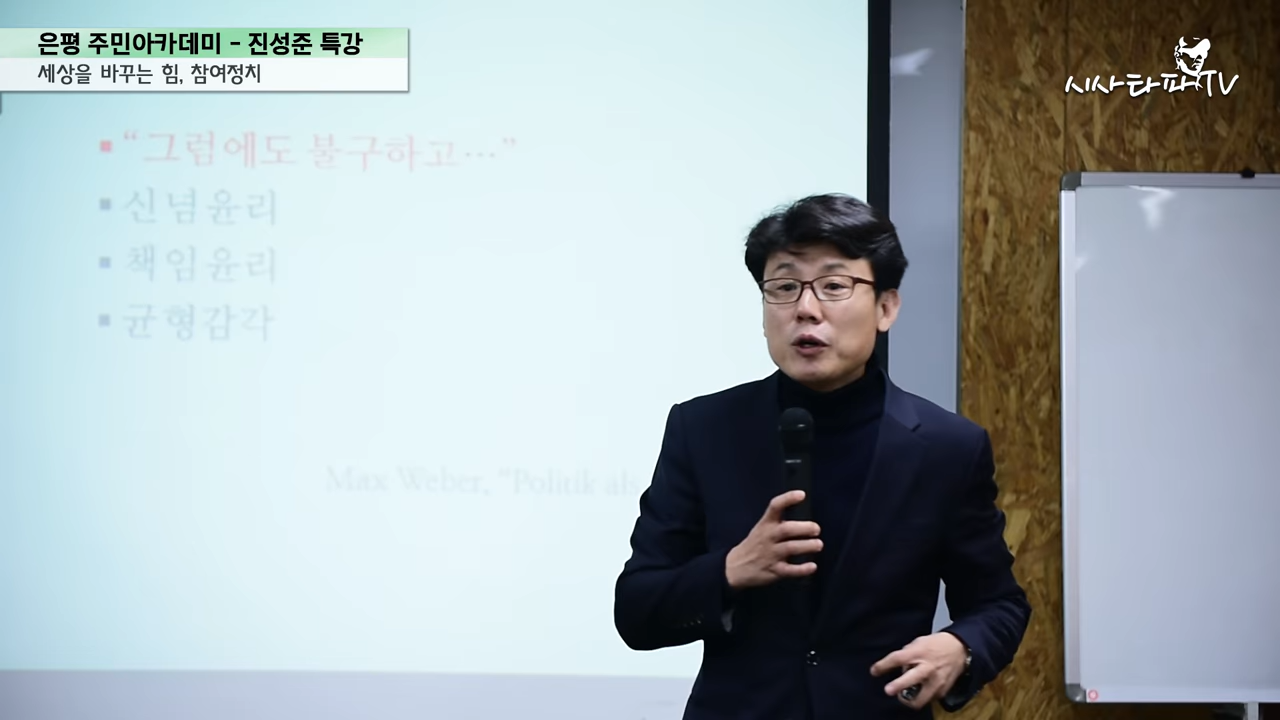 은평 주민아카데미 - 진성준 특강
세상을 바꾸는 힘, 참여정치
시사타파TV
▪ “그럼에도 불구하고…”
▪ 신념윤리
▪ 책임윤리
▪ 균형감각
Max Weber, “Politik als